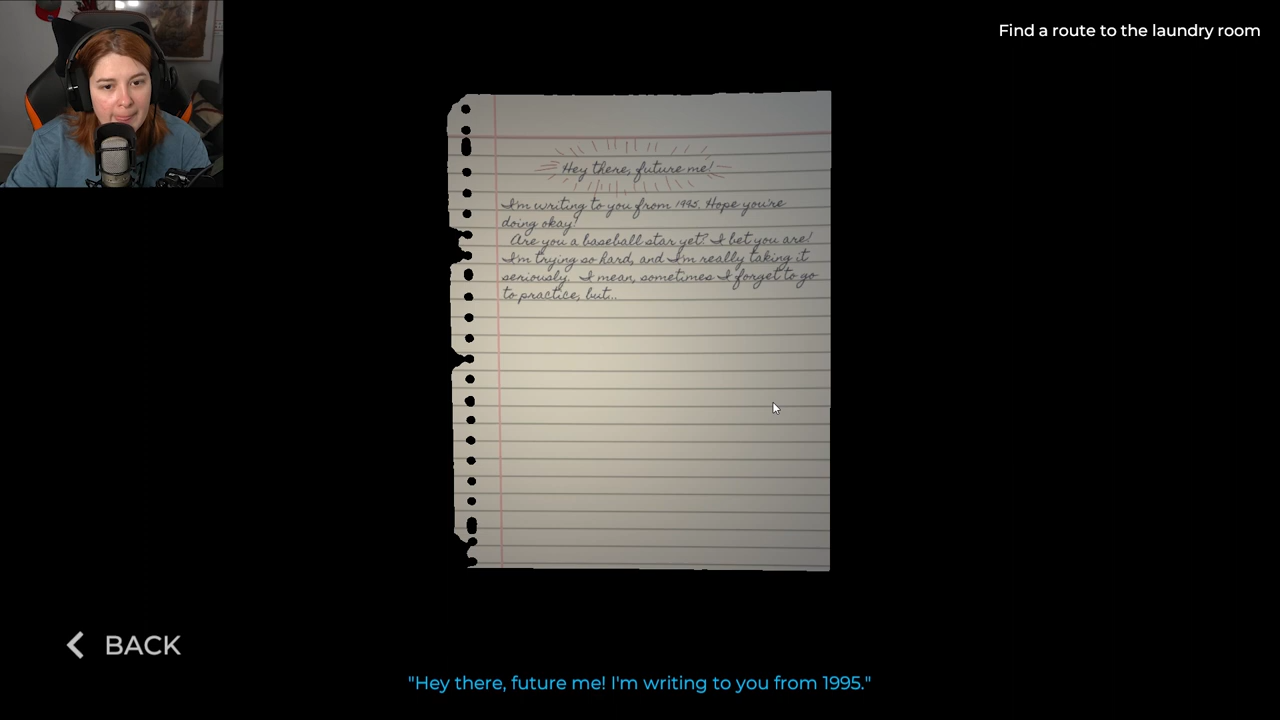 Find a route to the laundry room
Hey there, future me!
I'm writing to you from 1995. Hope you're
doing okay!
Are you a baseball star yet? I bet you are!
I'm trying so hard, and I'm really taking it
seriously. I mean, sometimes I forget to go
to practice, but...
BACK
"Hey there, future me! I'm writing to you from 1995."